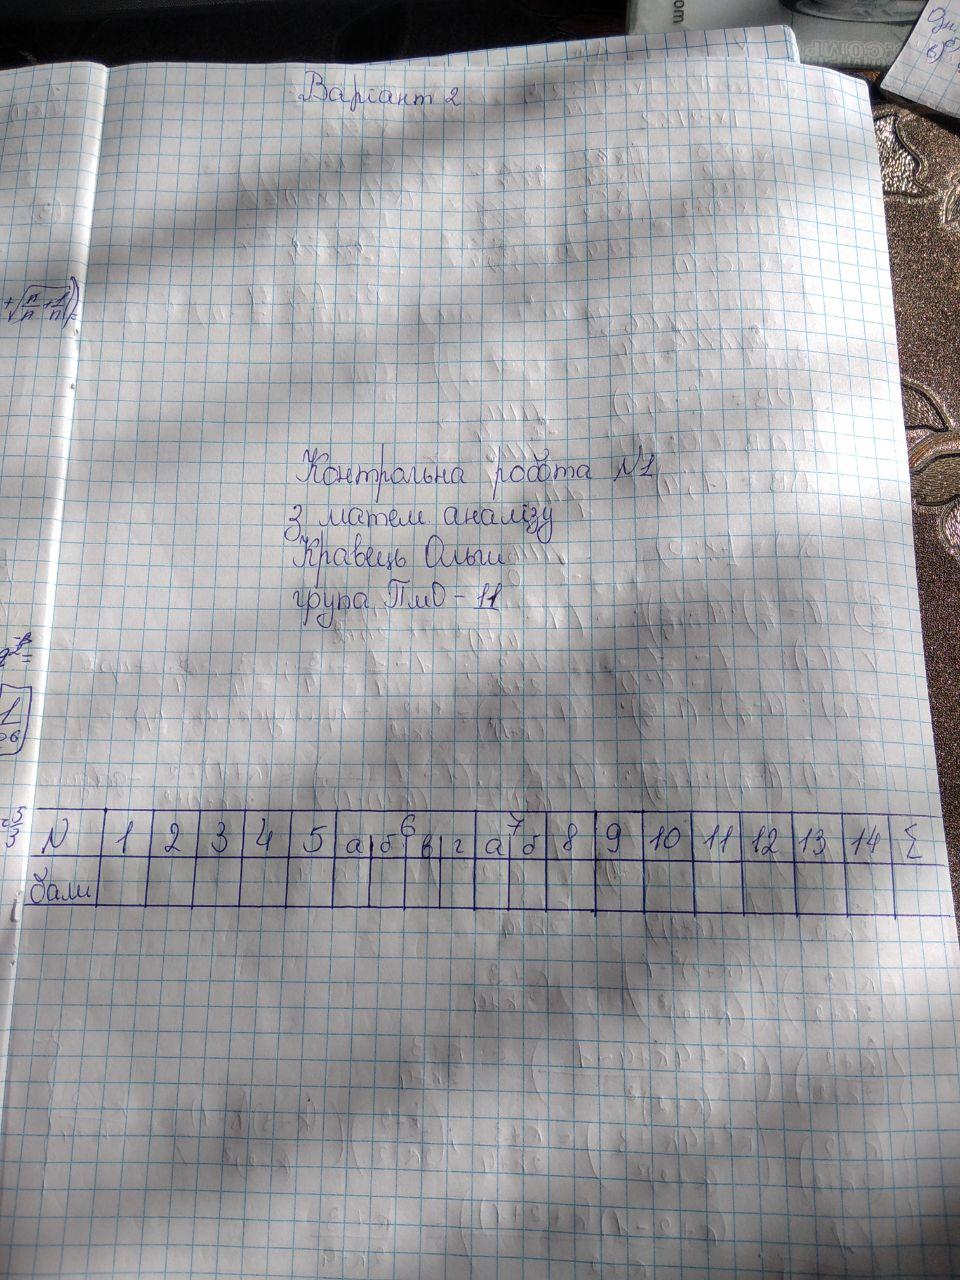 Варіант 2
Контрольна робота №1
З матем. аналізу
Кравець Ольги
група ПМО - 11
N 1 2 3 4 5 а б 6 в г а 7 б 8 9 10 11 12 13 14 Σ
бали